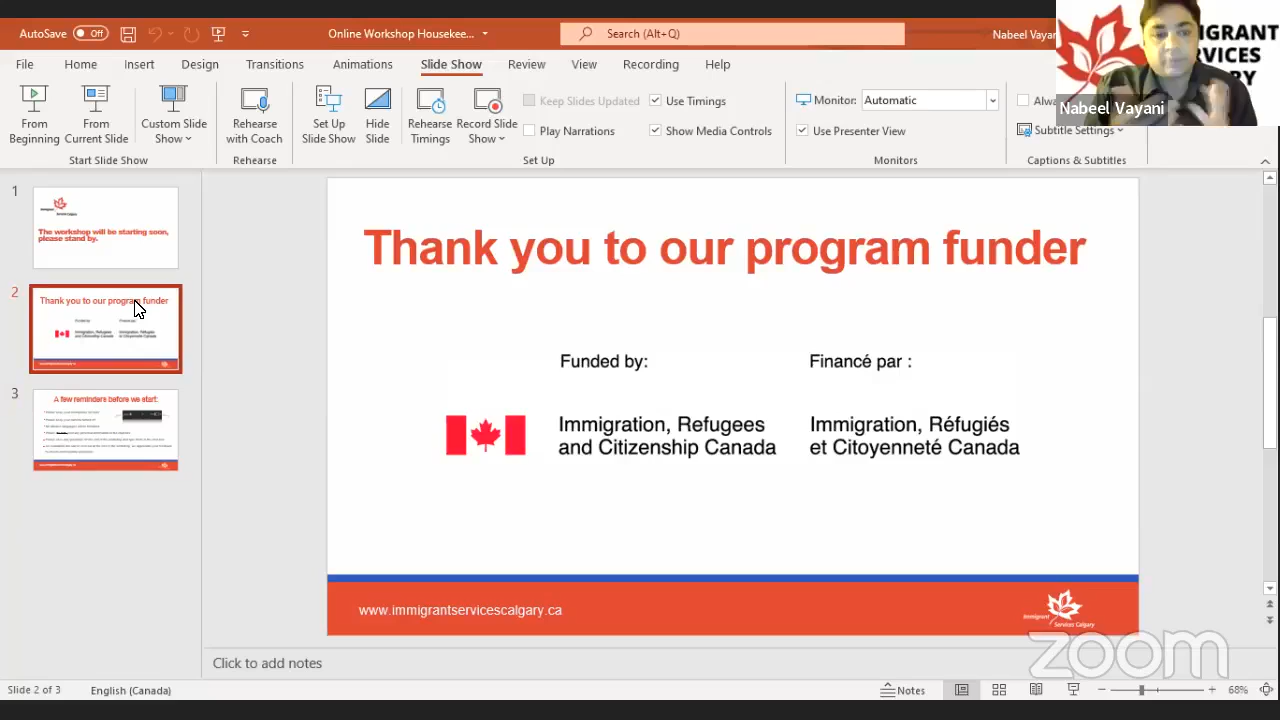 AutoSave Off
Online Workshop Housekee...
Search (Alt+Q)
Nabeel Vayan
File Home Insert Design Transitions Animations Slide Show Review View Recording Help
From Beginning
From Current Slide
Custom Slide Show
Start Slide Show
Rehearse with Coach
Rehearse
Set Up Slide Show
Hide Slide
Rehearse Timings
Record Slide Show
Keep Slides Updated
Play Narrations
Use Timings
Show Media Controls
Set Up
Monitor: Automatic
Use Presenter View
Monitors
Alwa
Subtitle Settings
Captions & Subtitles
IGRANT
VICES
RY
Nabeel Vayani
1
The workshop will be starting soon,
please stand by.
2
Thank you to our program funder
3
A few reminders before we start:
Thank you to our program funder
Funded by:
Financé par :
Immigration, Refugees
and Citizenship Canada
Immigration, Réfugiés
et Citoyenneté Canada
www.immigrantservicescalgary.ca
Immigrant
Services Calgary
zoom
Click to add notes
Slide 2 of 3
English (Canada)
Notes
68%